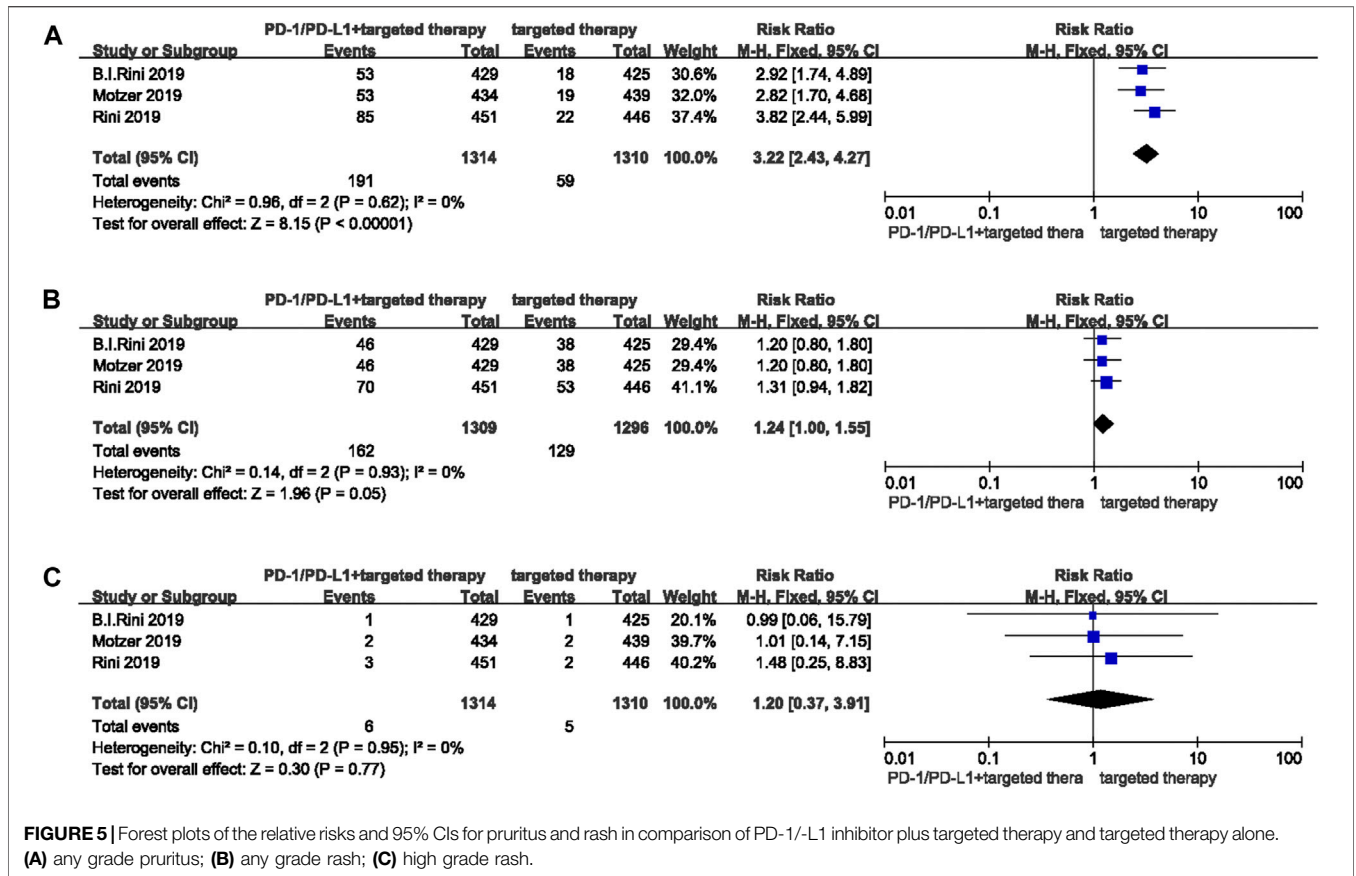 A
PD-1/PD-L1+targeted therapy targeted therapy Risk Ratio Risk Ratio
Study or Subgroup Events Total Events Total Weight M-H, Fixed, 95% CI M-H, Fixed, 95% CI
B.I.Rini 2019 53 429 18 425 30.6% 2.92 [1.74, 4.89]
Motzer 2019 53 434 19 439 32.0% 2.82 [1.70, 4.68]
Rini 2019 85 451 22 446 37.4% 3.82 [2.44, 5.99]
Total (95% CI) 1314 1310 100.0% 3.22 [2.43, 4.27]
Total events 191 59
Heterogeneity: Chi² = 0.96, df = 2 (P = 0.62); I² = 0%
Test for overall effect: Z = 8.15 (P < 0.00001)
0.01 0.1 1 10 100
PD-1/PD-L1+targeted thera targeted therapy
B
PD-1/PD-L1+targeted therapy targeted therapy Risk Ratio Risk Ratio
Study or Subgroup Events Total Events Total Weight M-H, Fixed, 95% CI M-H, Fixed, 95% CI
B.I.Rini 2019 46 429 38 425 29.4% 1.20 [0.80, 1.80]
Motzer 2019 46 429 38 425 29.4% 1.20 [0.80, 1.80]
Rini 2019 70 451 53 446 41.1% 1.31 [0.94, 1.82]
Total (95% CI) 1309 1296 100.0% 1.24 [1.00, 1.55]
Total events 162 129
Heterogeneity: Chi² = 0.14, df = 2 (P = 0.93); I² = 0%
Test for overall effect: Z = 1.96 (P = 0.05)
0.01 0.1 1 10 100
PD-1/PD-L1+targeted thera targeted therapy
C
PD-1/PD-L1+targeted therapy targeted therapy Risk Ratio Risk Ratio
Study or Subgroup Events Total Events Total Weight M-H, Fixed, 95% CI M-H, Fixed, 95% CI
B.I.Rini 2019 1 429 1 425 20.1% 0.99 [0.06, 15.79]
Motzer 2019 2 434 2 439 39.7% 1.01 [0.14, 7.15]
Rini 2019 3 451 2 446 40.2% 1.48 [0.25, 8.83]
Total (95% CI) 1314 1310 100.0% 1.20 [0.37, 3.91]
Total events 6 5
Heterogeneity: Chi² = 0.10, df = 2 (P = 0.95); I² = 0%
Test for overall effect: Z = 0.30 (P = 0.77)
0.01 0.1 1 10 100
PD-1/PD-L1+targeted thera targeted therapy
FIGURE 5 | Forest plots of the relative risks and 95% CIs for pruritus and rash in comparison of PD-1/-L1 inhibitor plus targeted therapy and targeted therapy alone.
(A) any grade pruritus; (B) any grade rash; (C) high grade rash.